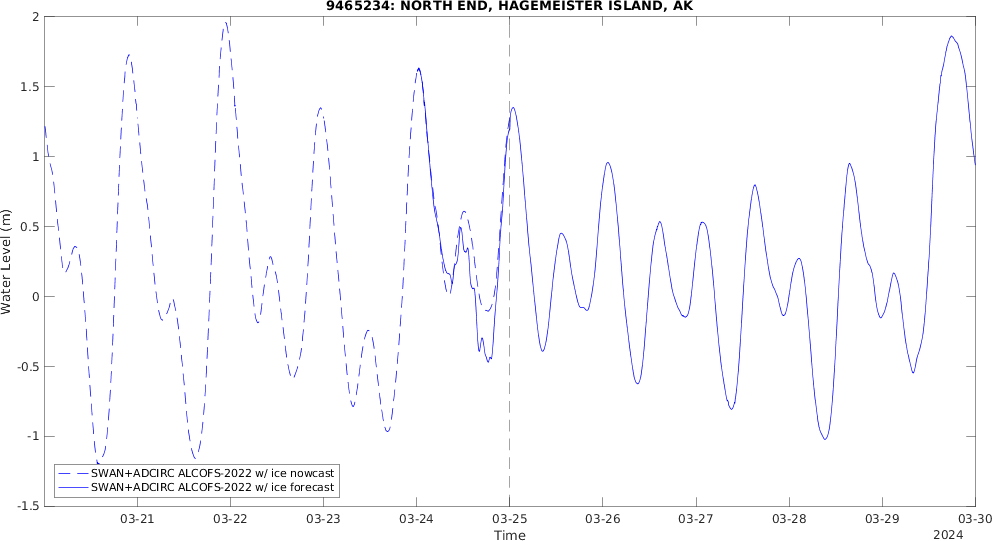 9465234: NORTH END, HAGEMEISTER ISLAND, AK
2
1.5
1
0.5
0
-0.5
-1
-1.5
Water Level (m)
SWAN+ADCIRC ALCOFS-2022 w/ ice nowcast
SWAN+ADCIRC ALCOFS-2022 w/ ice forecast
03-21 03-22 03-23 03-24 03-25 03-26 03-27 03-28 03-29 03-30
Time
2024